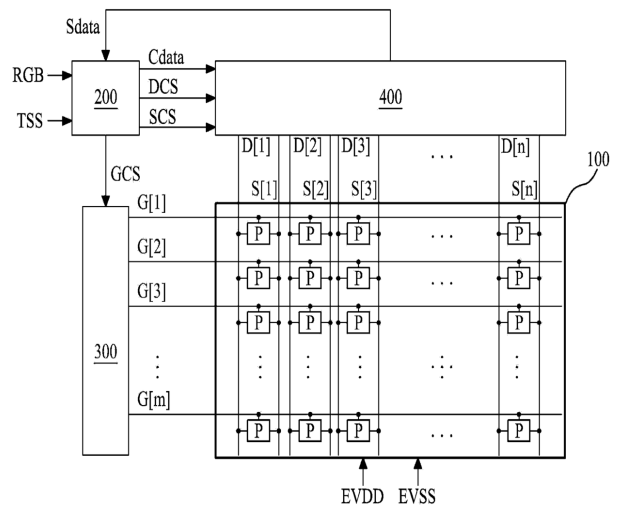 Sdata
RGB
TSS
200
Cdata
DCS
SCS
400
GCS
D[1] D[2] D[3] ... D[n]
S[1] S[2] S[3] S[n]
100
G[1]
P P P ... P
G[2]
P P P ... P
G[3]
P P P ... P
300
G[m]
P P P ... P
EVDD EVSS